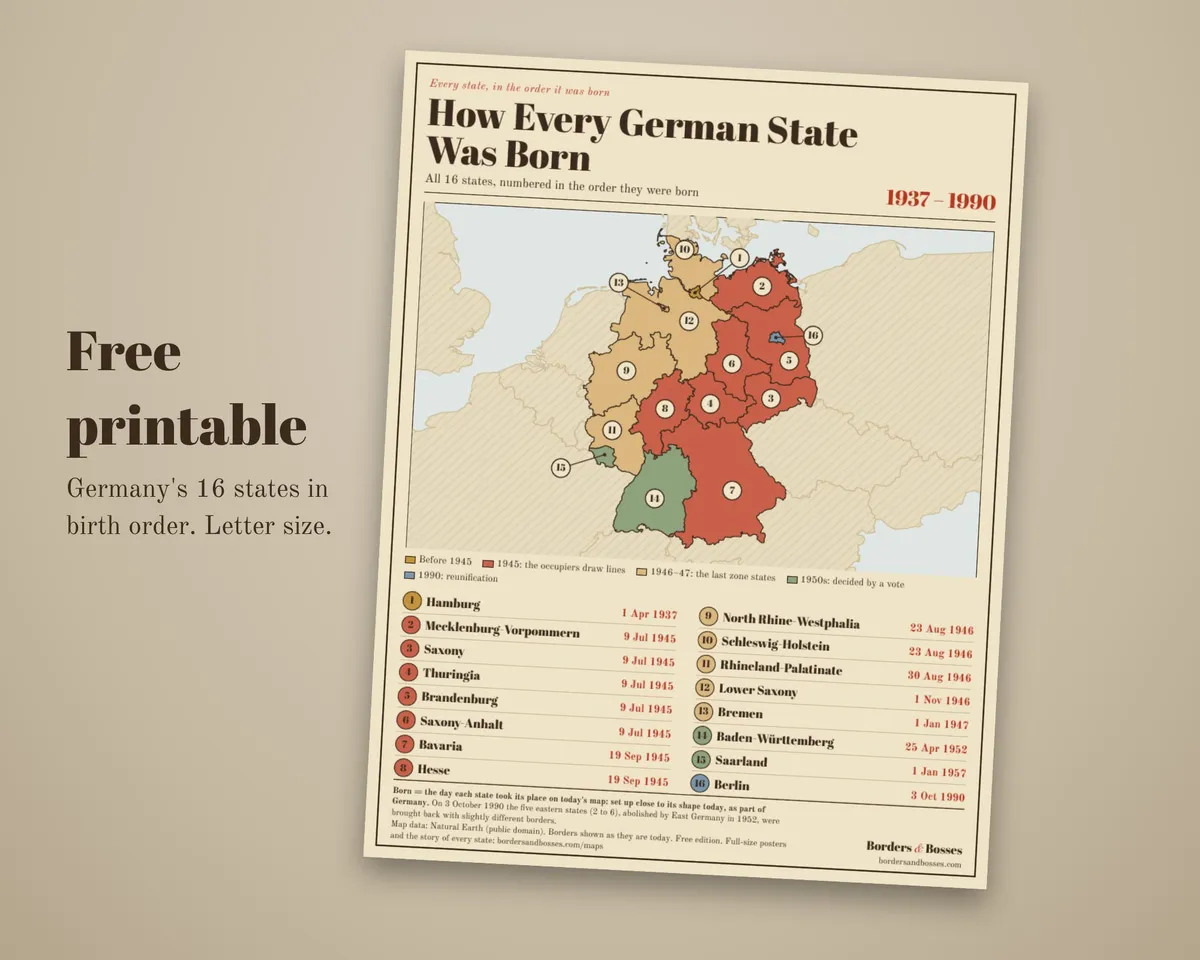 Free
printable
Germany's 16 states in
birth order. Letter size.
Every state, in the order it was born
How Every German State
Was Born
All 16 states, numbered in the order they were born
1937 – 1990
10
1
13
2
12
16
9
6
5
8
4
3
11
15
14
7
Before 1945
1945: the occupiers draw lines
1946–47: the last zone states
1950s: decided by a vote
1990: reunification
1 Hamburg 1 Apr 1937
2 Mecklenburg-Vorpommern 9 Jul 1945
3 Saxony 9 Jul 1945
4 Thuringia 9 Jul 1945
5 Brandenburg 9 Jul 1945
6 Saxony-Anhalt 9 Jul 1945
7 Bavaria 19 Sep 1945
8 Hesse 19 Sep 1945
9 North Rhine-Westphalia 23 Aug 1946
10 Schleswig-Holstein 23 Aug 1946
11 Rhineland-Palatinate 30 Aug 1946
12 Lower Saxony 1 Nov 1946
13 Bremen 1 Jan 1947
14 Baden-Württemberg 25 Apr 1952
15 Saarland 1 Jan 1957
16 Berlin 3 Oct 1990
Born = the day each state took its place on today's map: set up close to its shape today, as part of
Germany. On 3 October 1990 the five eastern states (2 to 6), abolished by East Germany in 1952, were
brought back with slightly different borders.
Map data: Natural Earth (public domain). Borders shown as they are today. Free edition. Full-size posters
and the story of every state: bordersandbosses.com/maps
Borders & Bosses
bordersandbosses.com